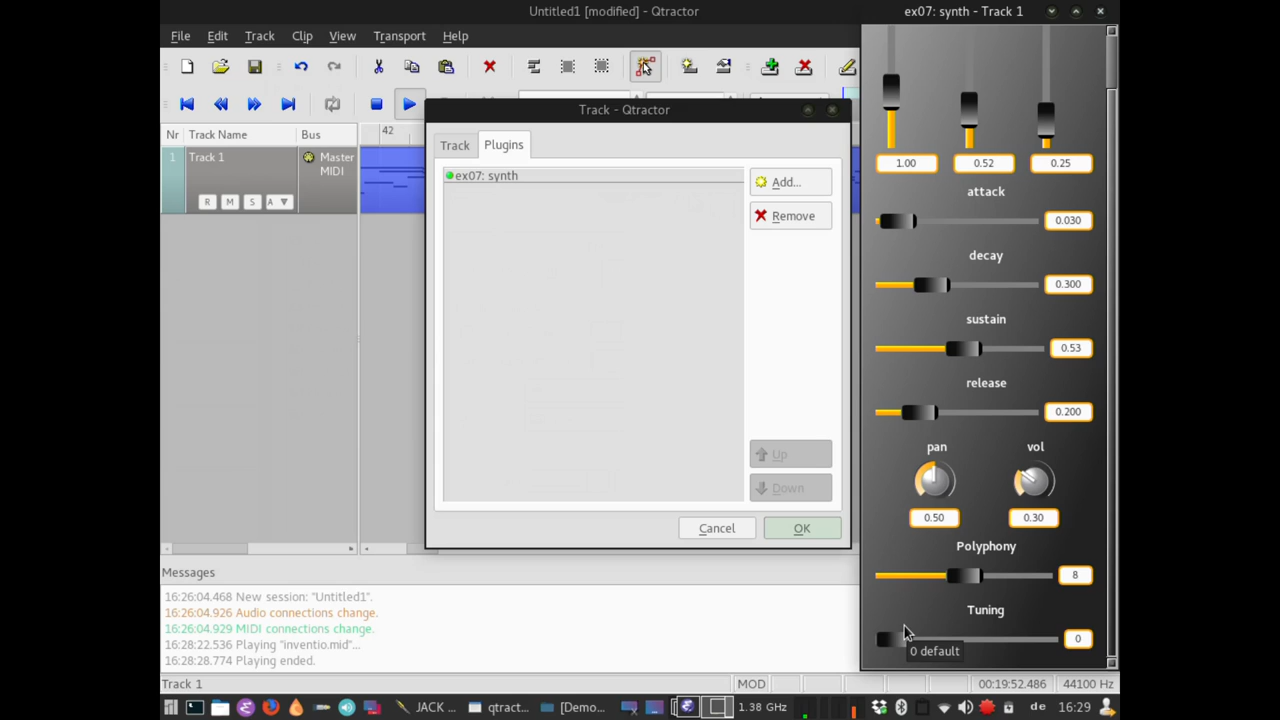 Untitled1 [modified] - Qtractor
ex07: synth - Track 1
File Edit Track Clip View Transport Help
Nr Track Name Bus
42
1 Track 1 Master
MIDI
R M S A
Track - Qtractor
Track Plugins
ex07: synth
Add...
Remove
Up
Down
Cancel OK
1.00 0.52 0.25
attack
0.030
decay
0.300
sustain
0.53
release
0.200
pan vol
0.50 0.30
Polyphony
8
Tuning
0
0 default
Messages
16:26:04.468 New session: "Untitled1".
16:26:04.926 Audio connections change.
16:26:04.929 MIDI connections change.
16:28:22.536 Playing "inventio.mid"...
16:28:28.774 Playing ended.
Track 1 MOD 00:19:52.486 44100 Hz
JACK ... qtract... [Demo... 1.38 GHz de 16:29